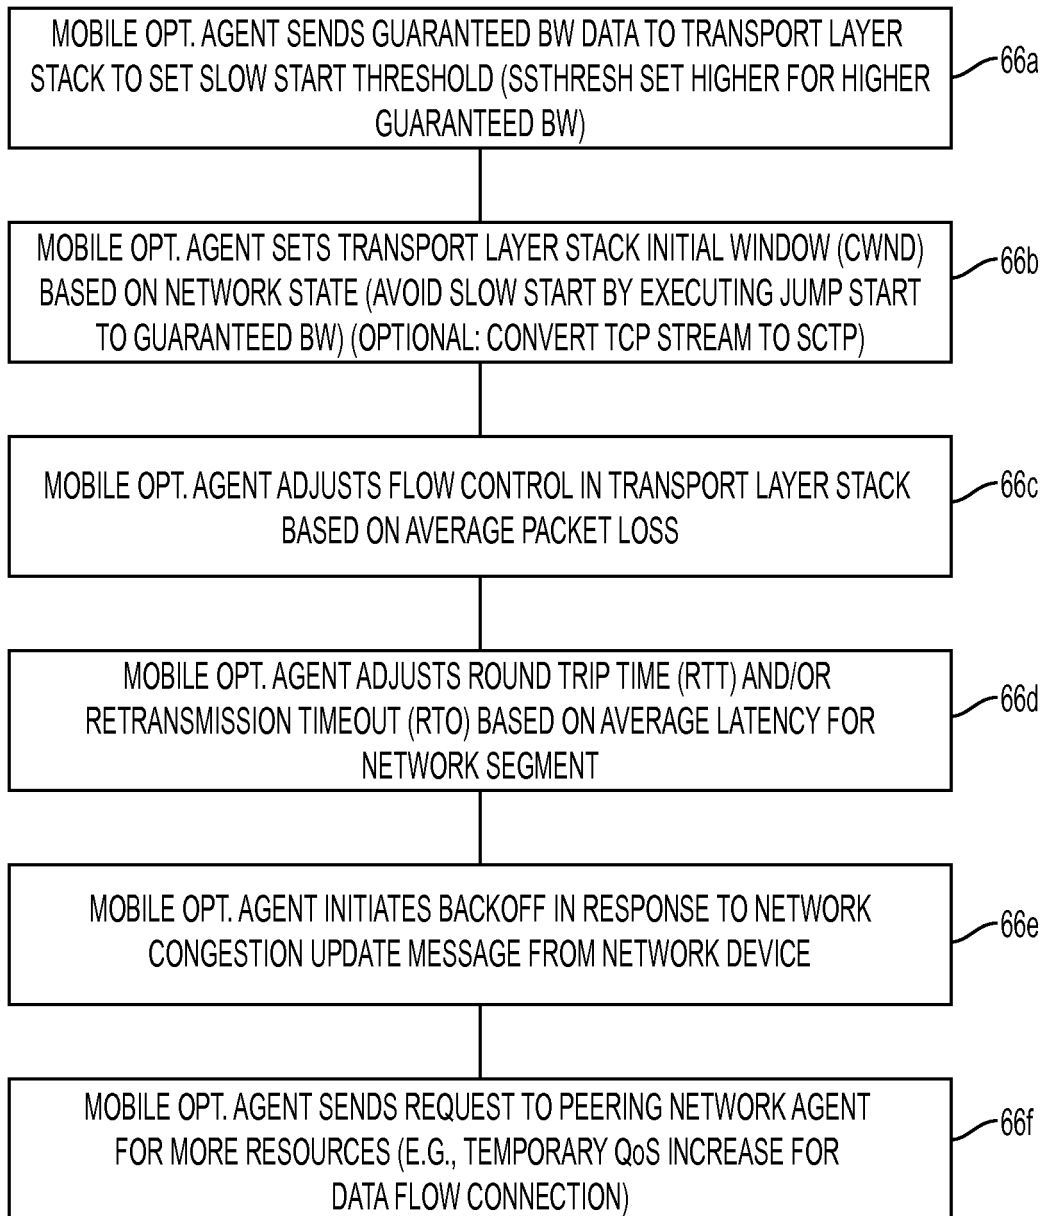 MOBILE OPT. AGENT SENDS GUARANTEED BW DATA TO TRANSPORT LAYER
STACK TO SET SLOW START THRESHOLD (SSTHRESH SET HIGHER FOR HIGHER
GUARANTEED BW)
66a
MOBILE OPT. AGENT SETS TRANSPORT LAYER STACK INITIAL WINDOW (CWND)
BASED ON NETWORK STATE (AVOID SLOW START BY EXECUTING JUMP START
TO GUARANTEED BW) (OPTIONAL: CONVERT TCP STREAM TO SCTP)
66b
MOBILE OPT. AGENT ADJUSTS FLOW CONTROL IN TRANSPORT LAYER STACK
BASED ON AVERAGE PACKET LOSS
66c
MOBILE OPT. AGENT ADJUSTS ROUND TRIP TIME (RTT) AND/OR
RETRANSMISSION TIMEOUT (RTO) BASED ON AVERAGE LATENCY FOR
NETWORK SEGMENT
66d
MOBILE OPT. AGENT INITIATES BACKOFF IN RESPONSE TO NETWORK
CONGESTION UPDATE MESSAGE FROM NETWORK DEVICE
66e
MOBILE OPT. AGENT SENDS REQUEST TO PEERING NETWORK AGENT
FOR MORE RESOURCES (E.G., TEMPORARY QoS INCREASE FOR
DATA FLOW CONNECTION)
66f